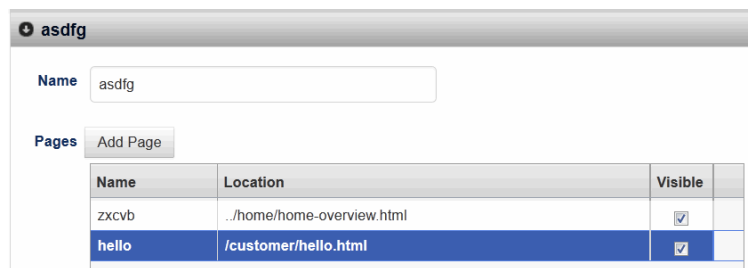 asdfg
Name asdfg
Pages Add Page
Name Location Visible
zxcvb ../home/home-overview.html
hello /customer/hello.html